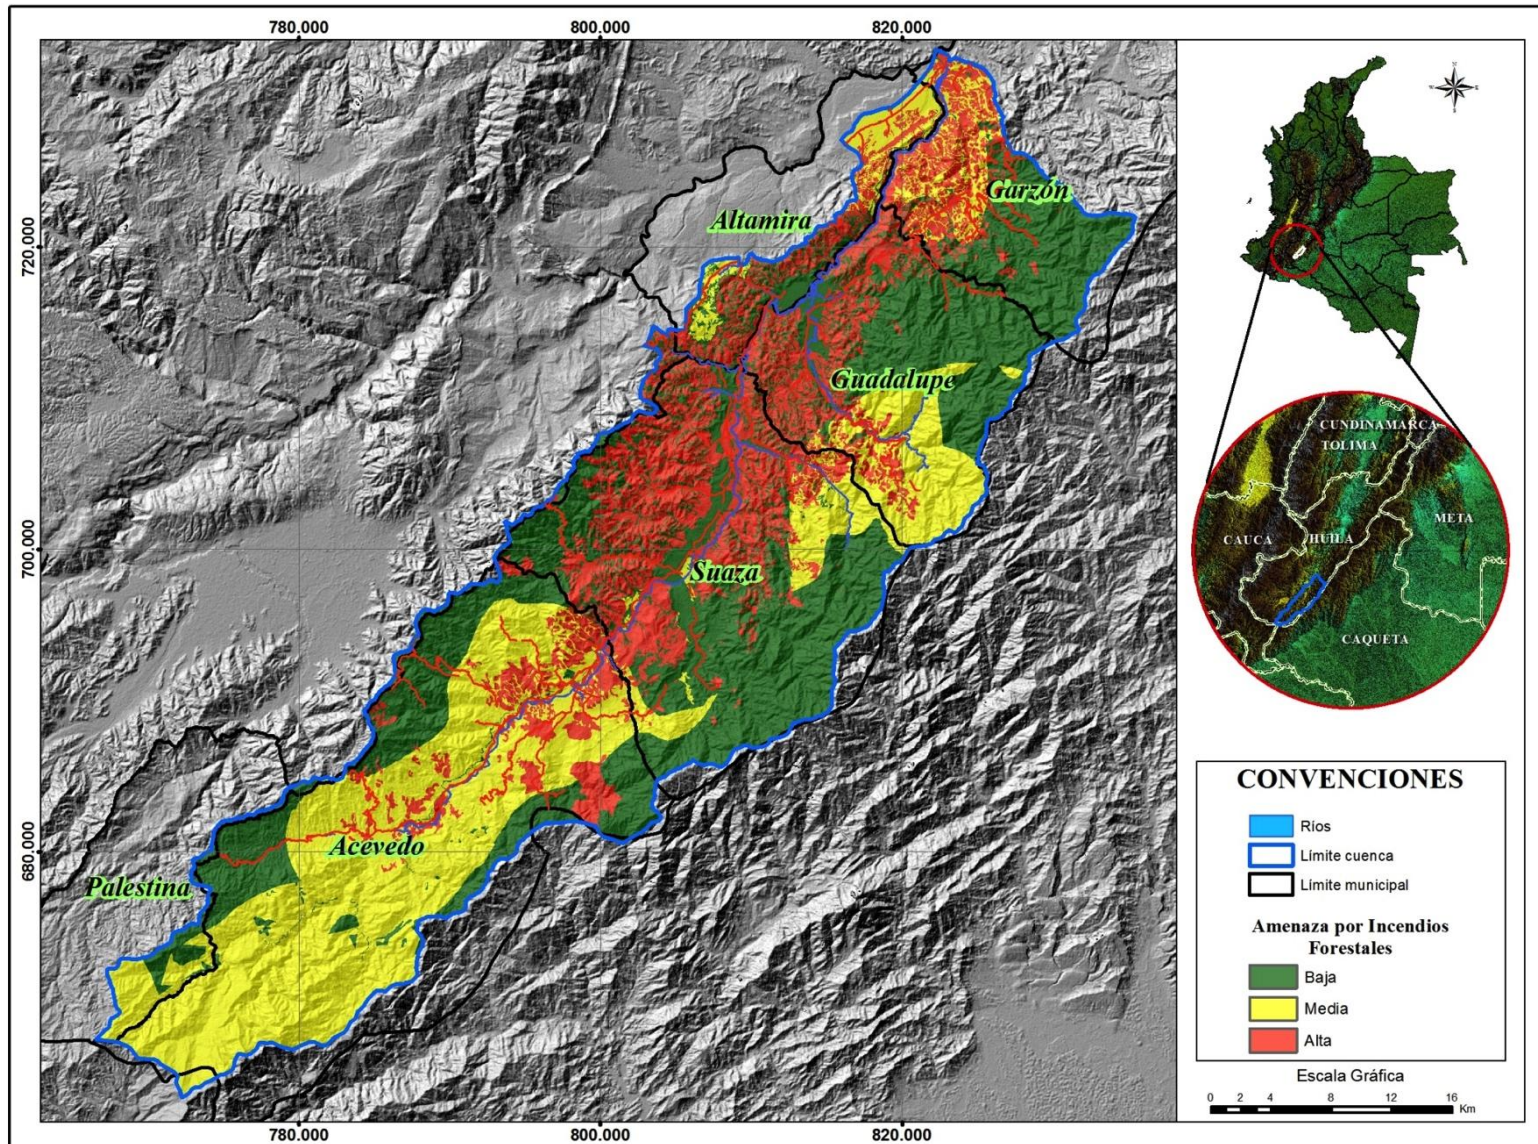 780.000
800.000
820.000
720.000
700.000
680.000
Garzón
Altamira
Guadalupe
Suaza
Acevedo
Palestina
780.000
800.000
820.000
N
W
E
S
CUNDINAMARCA
TOLIMA
META
CAUCA
HUILA
CAQUETA
CONVENCIONES
Ríos
Límite cuenca
Límite municipal
Amenaza por Incendios
Forestales
Baja
Media
Alta
Escala Gráfica
0 2 4 8 12 16
Km